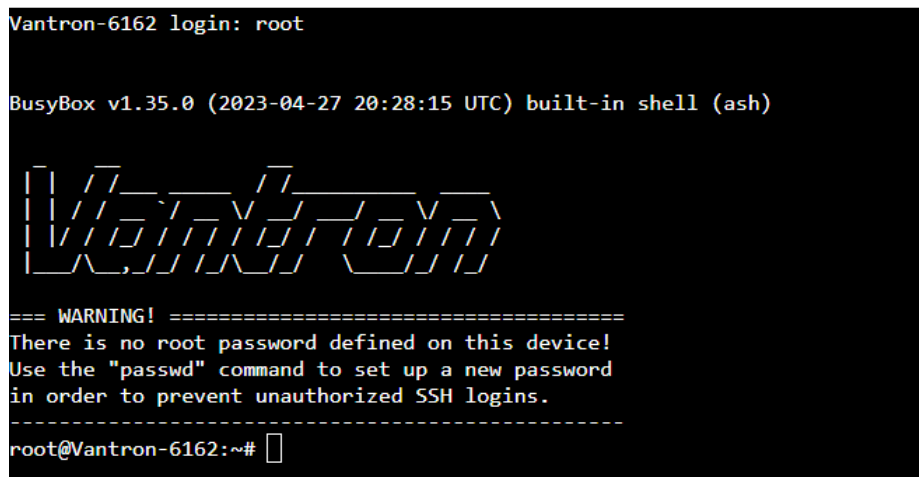 Vantron-6162 login: root
BusyBox v1.35.0 (2023-04-27 20:28:15 UTC) built-in shell (ash)
Vantron
=== WARNING! =====================================
There is no root password defined on this device!
Use the "passwd" command to set up a new password
in order to prevent unauthorized SSH logins.
--------------------------------------------------
root@Vantron-6162:~#